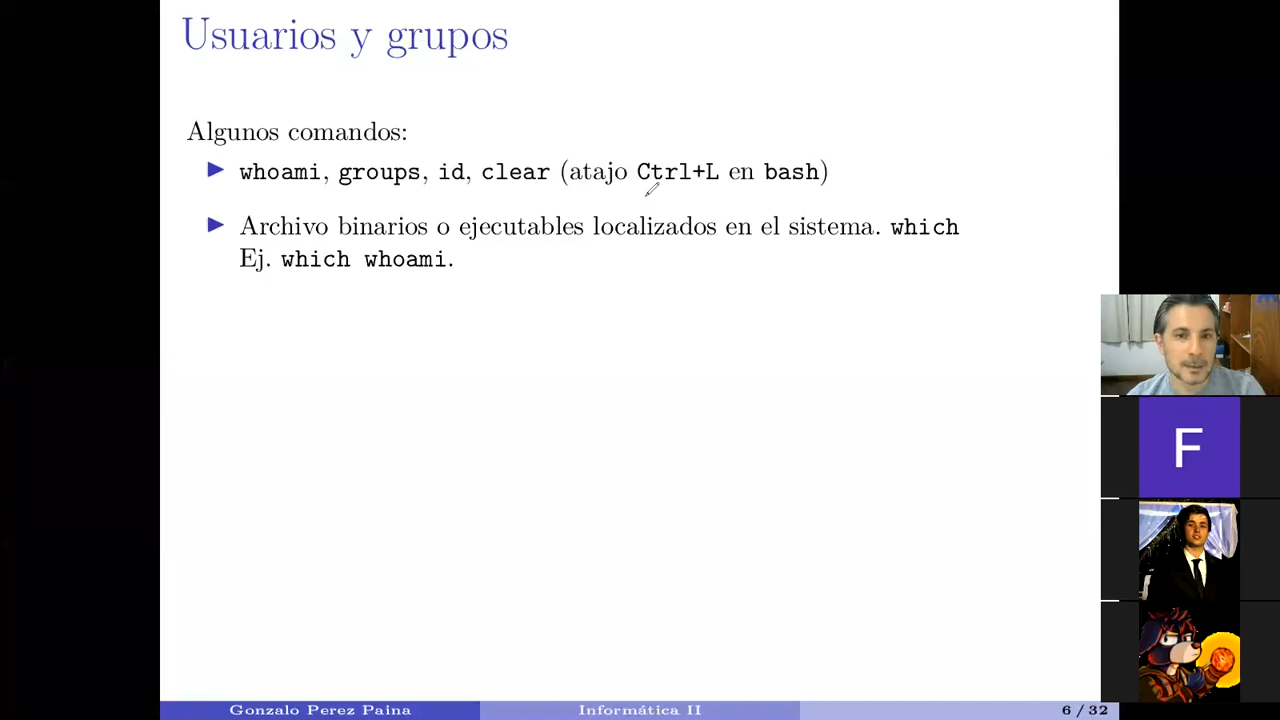 Usuarios y grupos
Algunos comandos:
whoami, groups, id, clear (atajo Ctrl+L en bash)
Archivo binarios o ejecutables localizados en el sistema. which
Ej. which whoami.
F
Gonzalo Perez Paina Informática II 6 / 32